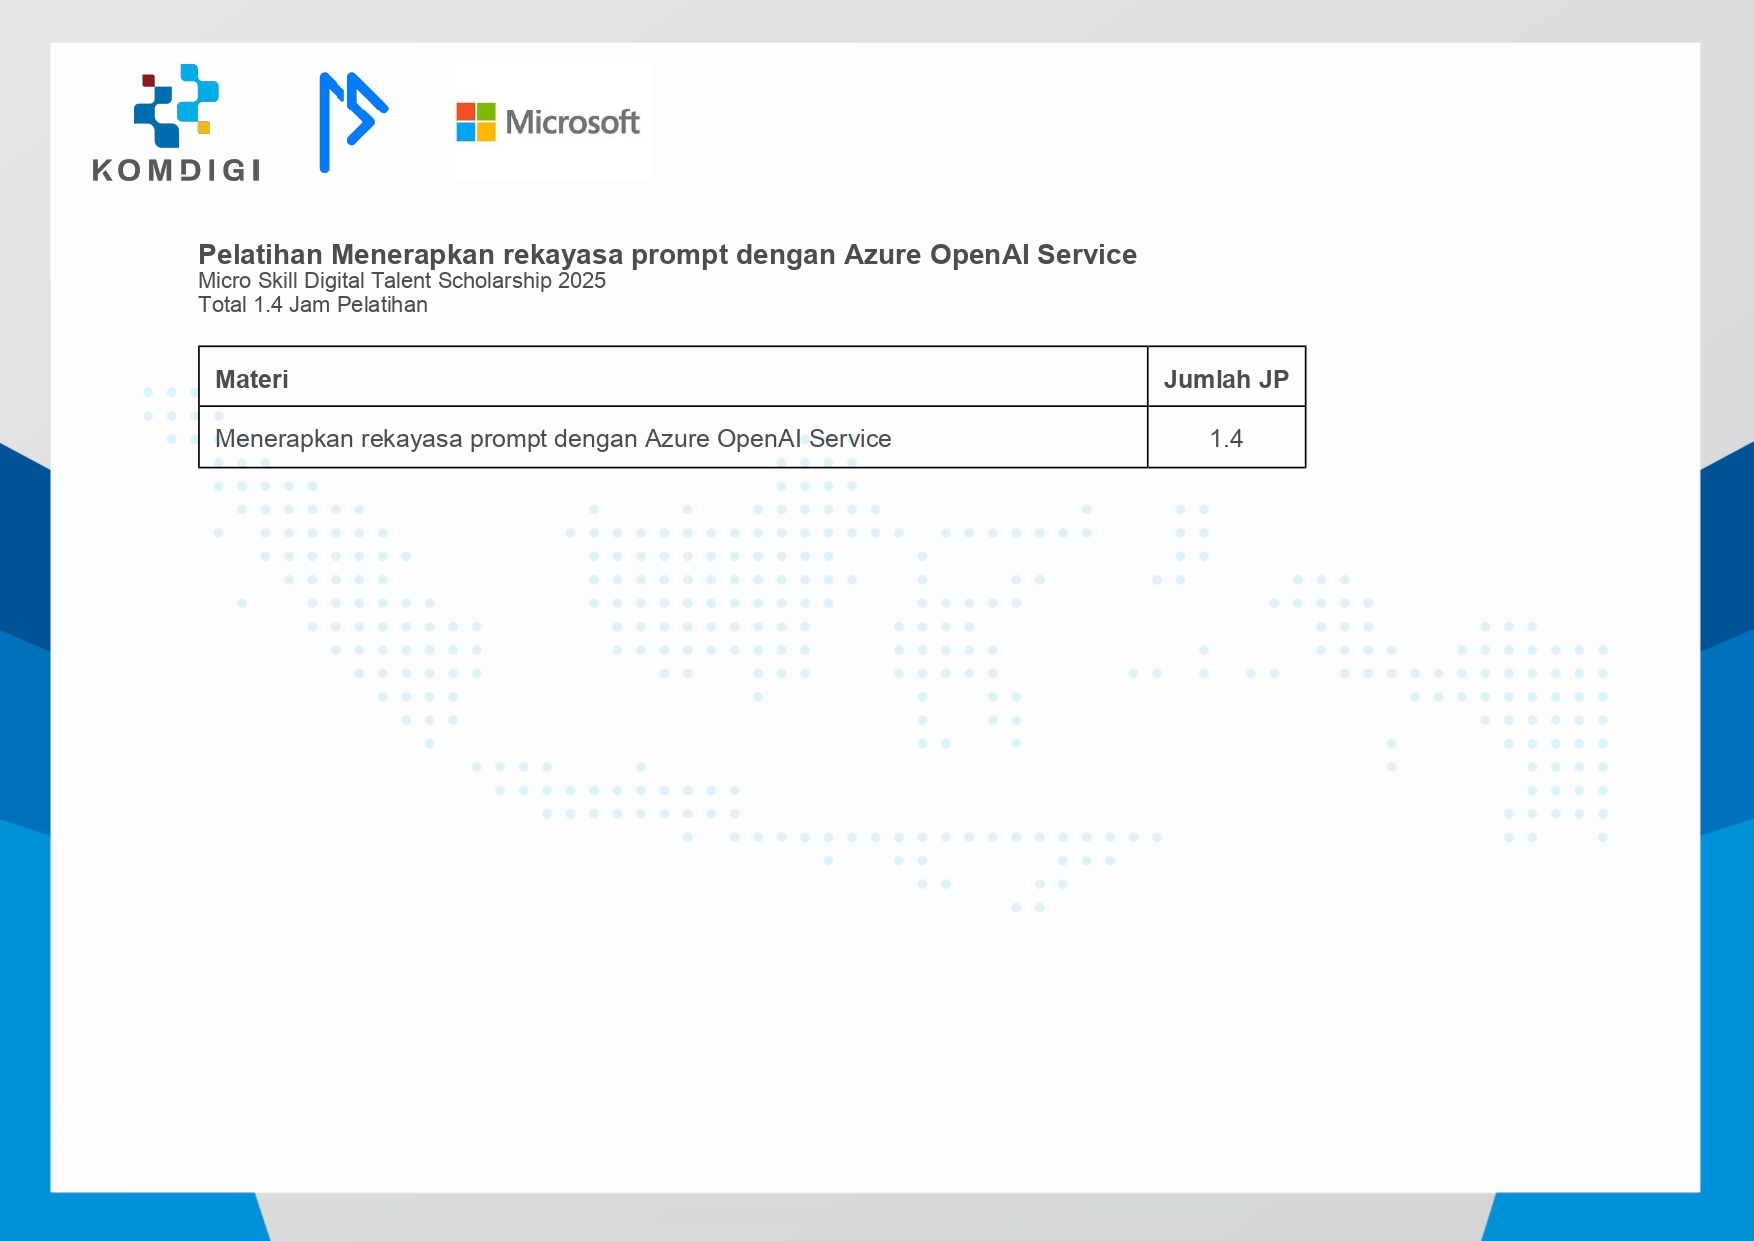 KOMDIGI
Microsoft
Pelatihan Menerapkan rekayasa prompt dengan Azure OpenAI Service
Micro Skill Digital Talent Scholarship 2025
Total 1.4 Jam Pelatihan
Materi Jumlah JP
Menerapkan rekayasa prompt dengan Azure OpenAI Service 1.4